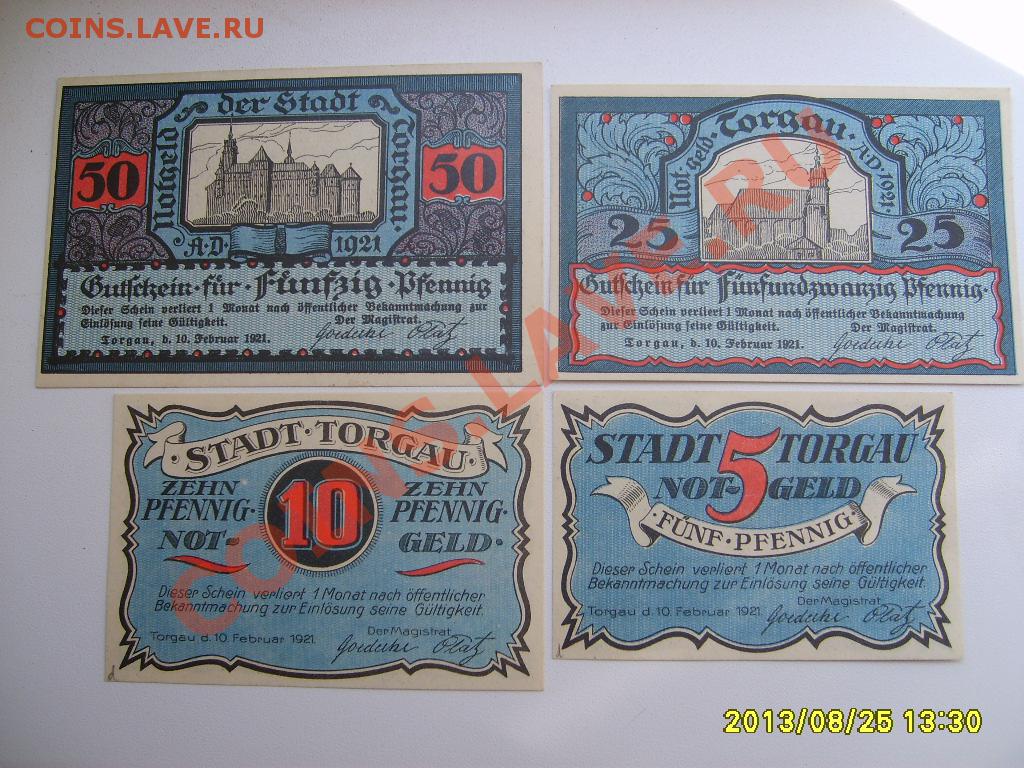 COINS.LAVE.RU
Notgeld der Stadt Torgau.
50
50
A·D· 1921
Gutschein·für·Fünfzig·Pfennig
Dieser Schein verliert 1 Monat nach öffentlicher Bekanntmachung zur
Einlösung seine Gültigkeit.
Der Magistrat.
Torgau, d. 10. Februar 1921.
Not·Geld·Torgau·A·D·1921·
25
25
Gutschein für Fünfundzwanzig Pfennig·
Dieser Schein verliert 1 Monat nach öffentlicher Bekanntmachung
zur Einlösung seine Gültigkeit.
Der Magistrat.
Torgau, d. 10. Februar 1921.
·STADT·TORGAU·
ZEHN
PFENNIG·
NOT-
10
ZEHN
PFENNIG·
GELD·
Dieser Schein verliert 1 Monat nach öffentlicher
Bekanntmachung zur Einlösung seine Gültigkeit.
Der Magistrat
Torgau d. 10. Februar 1921.
STADT 5 TORGAU
NOT- GELD
·FÜNF·PFENNIG·
Dieser Schein verliert 1 Monat nach öffentlicher
Bekanntmachung zur Einlösung seine Gültigkeit.
Der Magistrat
Torgau d. 10. Februar 1921.
COINS.LAVE.RU
2013/08/25 13:30